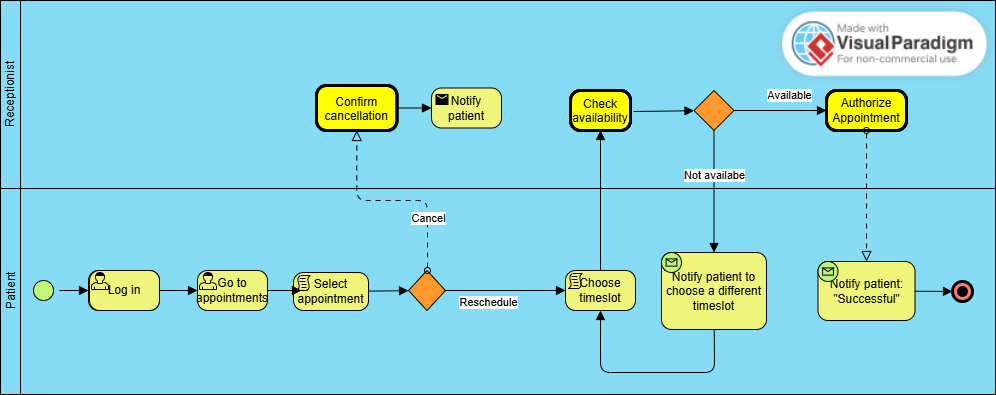 Made with
Visual Paradigm
For non-commercial use
Receptionist
Confirm
cancellation
Notify
patient
Check
availability
Available
Authorize
Appointment
Not availabe
Cancel
Patient
Log in
Go to
appointments
Select
appointment
Reschedule
Choose
timeslot
Notify patient to
choose a different
timeslot
Notify patient:
"Successful"